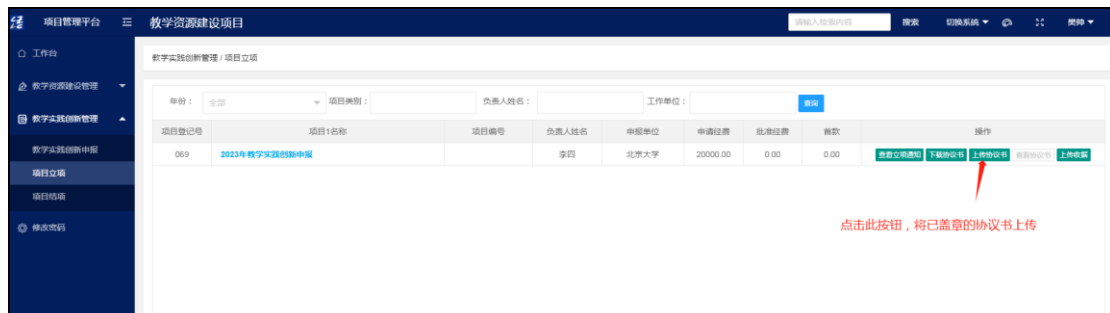 项目管理平台 教学资源建设项目 请输入检索内容 搜索 切换系统 樊帅
工作台
教学实践创新管理 / 项目立项
教学资源建设管理
年份： 全部 项目类别： 负责人姓名： 工作单位： 查询
教学实践创新管理
项目登记号 项目1名称 项目编号 负责人姓名 申报单位 申请经费 批准经费 首款 操作
教学实践创新申报
069 2023年教学实践创新申报 李四 北京大学 20000.00 0.00 0.00 查看立项通知 下载协议书 上传协议书 查看协议书 上传收据
项目立项
项目结项
点击此按钮，将已盖章的协议书上传
修改密码